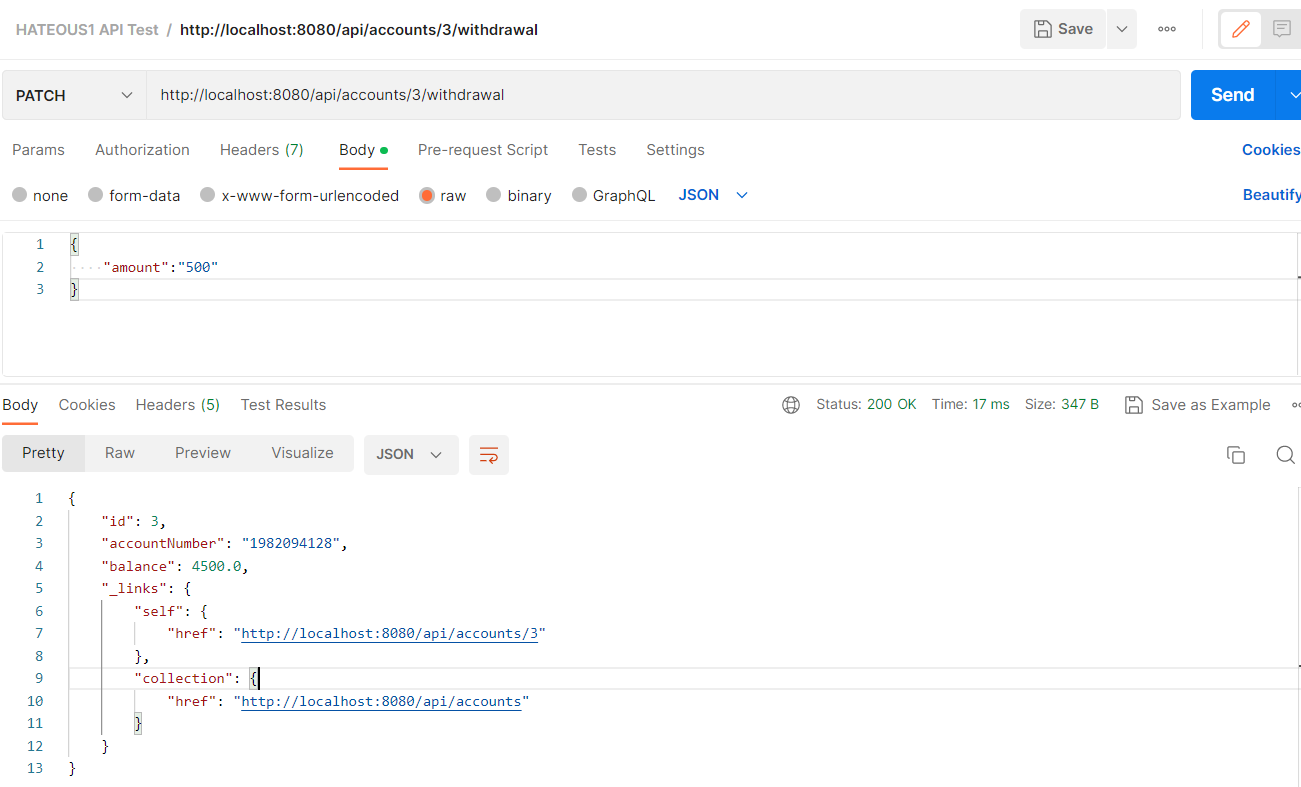 HATEOUS1 API Test / http://localhost:8080/api/accounts/3/withdrawal
Save
PATCH
http://localhost:8080/api/accounts/3/withdrawal
Send
Params Authorization Headers (7) Body Pre-request Script Tests Settings Cookies
none form-data x-www-form-urlencoded raw binary GraphQL JSON Beautify
1 {
2 ····"amount":"500"
3 }
Body Cookies Headers (5) Test Results Status: 200 OK Time: 17 ms Size: 347 B Save as Example
Pretty Raw Preview Visualize JSON
1 {
2 "id": 3,
3 "accountNumber": "1982094128",
4 "balance": 4500.0,
5 "_links": {
6 "self": {
7 "href": "http://localhost:8080/api/accounts/3"
8 },
9 "collection": {
10 "href": "http://localhost:8080/api/accounts"
11 }
12 }
13 }